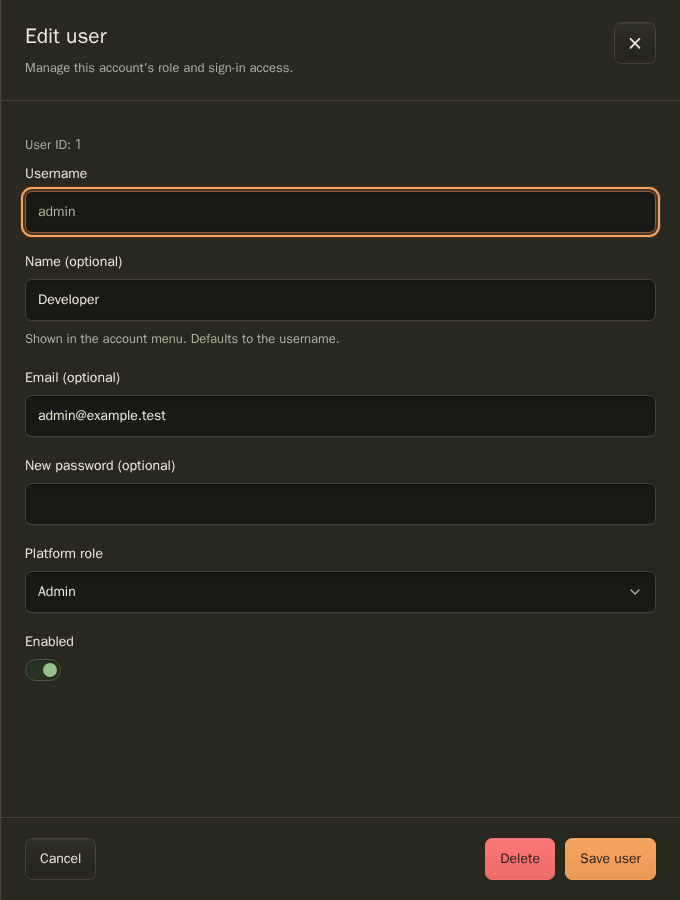 Edit user
Manage this account's role and sign-in access.
User ID: 1
Username
admin
Name (optional)
Developer
Shown in the account menu. Defaults to the username.
Email (optional)
admin@example.test
New password (optional)
Platform role
Admin
Enabled
Cancel
Delete
Save user